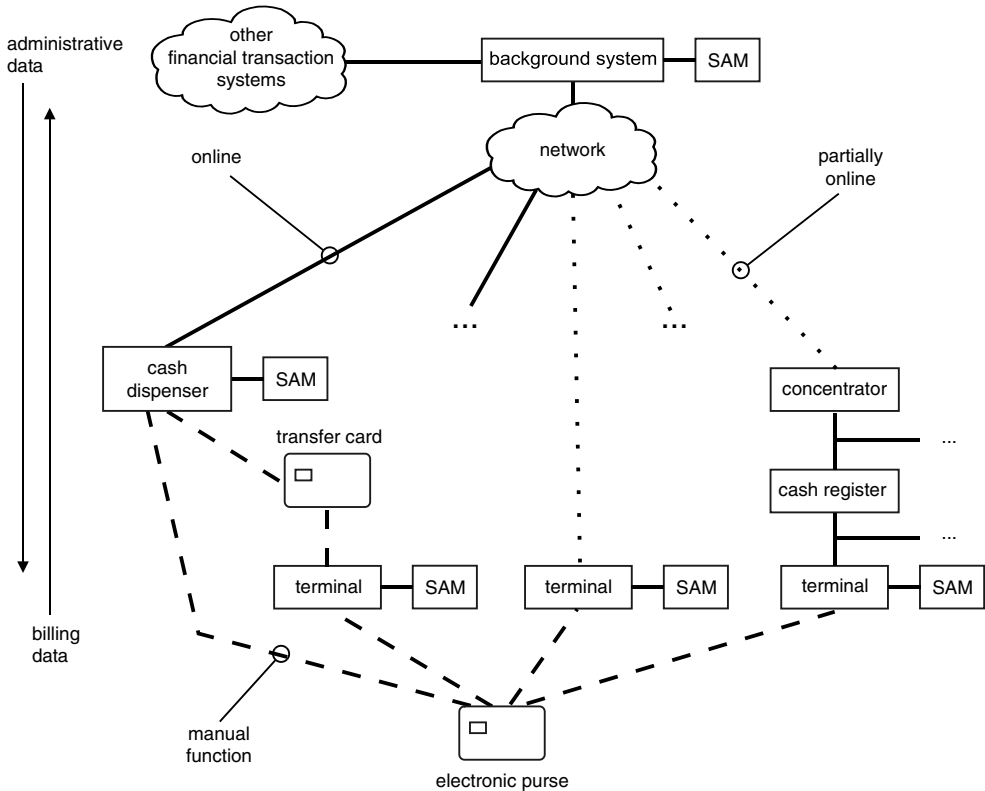 administrative
data
other
financial transaction
systems
background system
SAM
network
online
partially
online
...
...
cash
dispenser
SAM
concentrator
transfer card
...
cash register
...
terminal
SAM
terminal
SAM
terminal
SAM
billing
data
manual
function
electronic purse